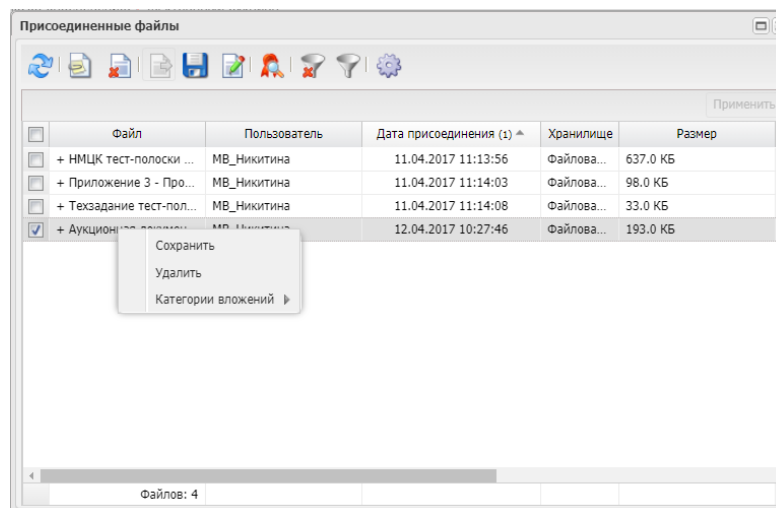 Присоединенные файлы
Применить
Файл Пользователь Дата присоединения (1) Хранилище Размер
+ НМЦК тест-полоски ... МВ_Никитина 11.04.2017 11:13:56 Файлова... 637.0 КБ
+ Приложение 3 - Про... МВ_Никитина 11.04.2017 11:14:03 Файлова... 98.0 КБ
+ Техзадание тест-пол... МВ_Никитина 11.04.2017 11:14:08 Файлова... 33.0 КБ
+ Аукционная докумен... МВ_Никитина 12.04.2017 10:27:46 Файлова... 193.0 КБ
Сохранить
Удалить
Категории вложений
Файлов: 4